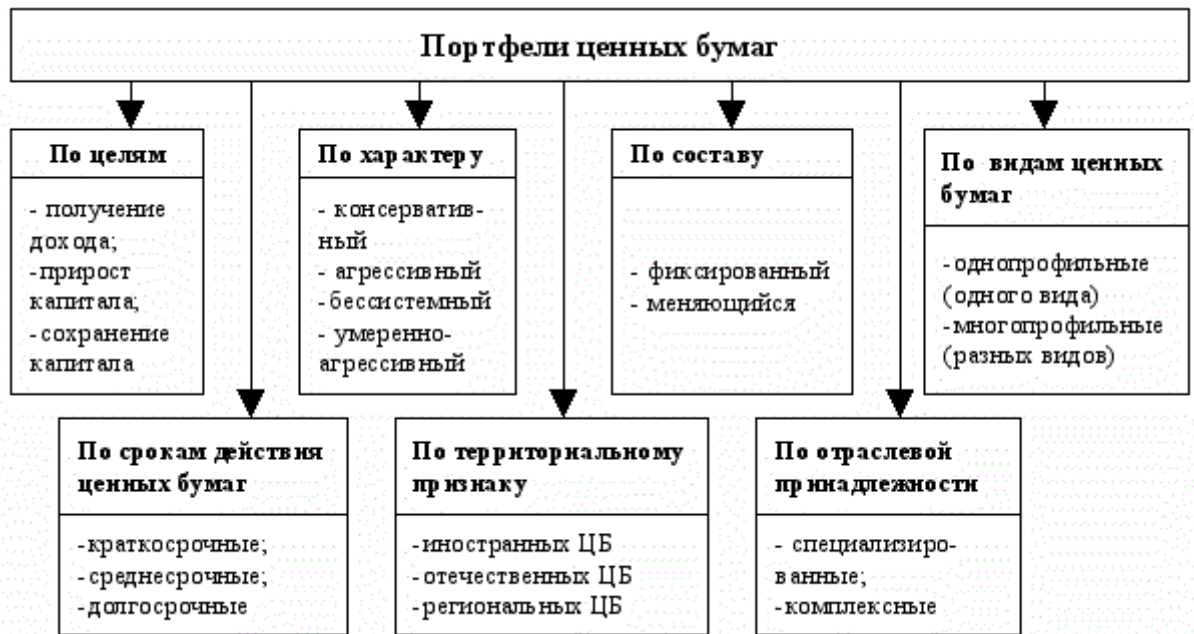 Портфели ценных бумаг
По целям
- получение
дохода;
-прирост
капитала;
-сохранение
капитала
По характеру
- консерватив-
ный
- агрессивный
-бессистемный
- умеренно-
агрессивный
По составу
- фиксированный
- меняющийся
По видам ценных
бумаг
-однопрофильные
(одного вида)
-многопрофильные
(разных видов)
По срокам действия
ценных бумаг
-краткосрочные;
-среднесрочные;
-долгосрочные
По территориальному
признаку
-иностранных ЦБ
-отечественных ЦБ
-региональных ЦБ
По отраслевой
принадлежности
- специализиро-
ванные;
-комплексные